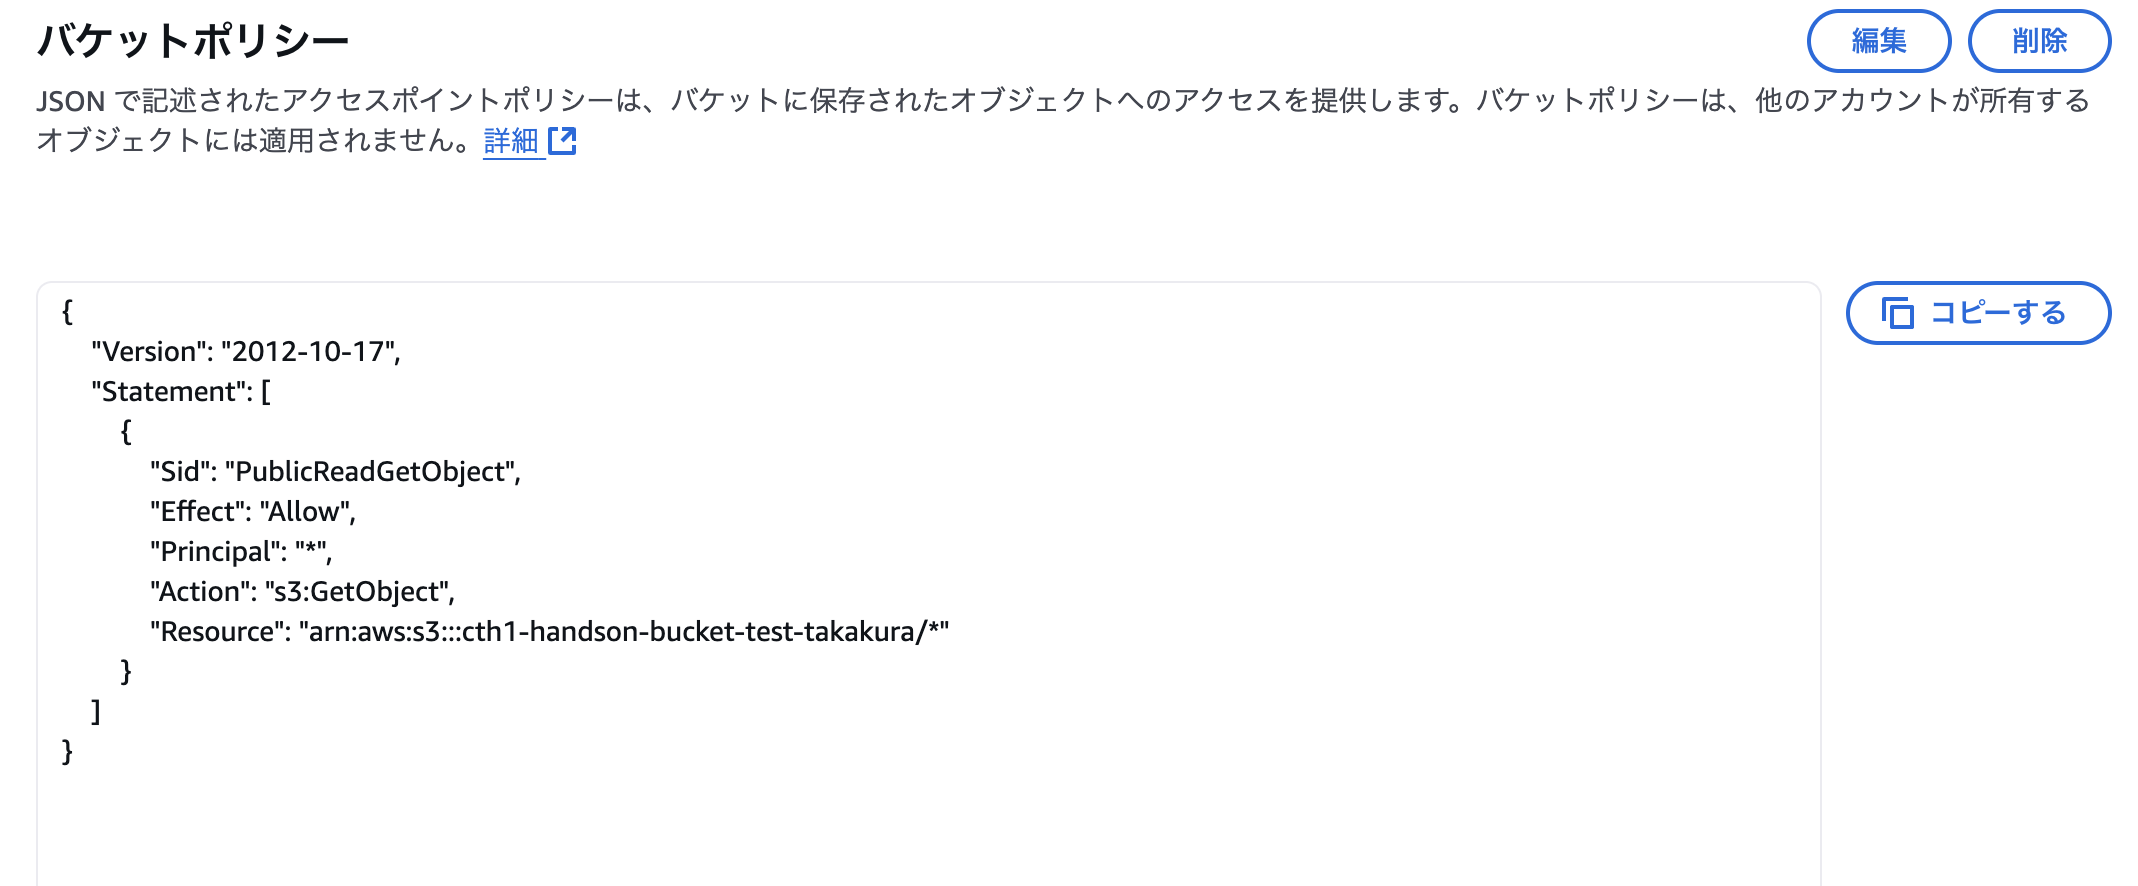 バケットポリシー
編集
削除
JSON で記述されたアクセスポイントポリシーは、バケットに保存されたオブジェクトへのアクセスを提供します。バケットポリシーは、他のアカウントが所有する
オブジェクトには適用されません。詳細
{
"Version": "2012-10-17",
"Statement": [
{
"Sid": "PublicReadGetObject",
"Effect": "Allow",
"Principal": "*",
"Action": "s3:GetObject",
"Resource": "arn:aws:s3:::cth1-handson-bucket-test-takakura/*"
}
]
}
コピーする